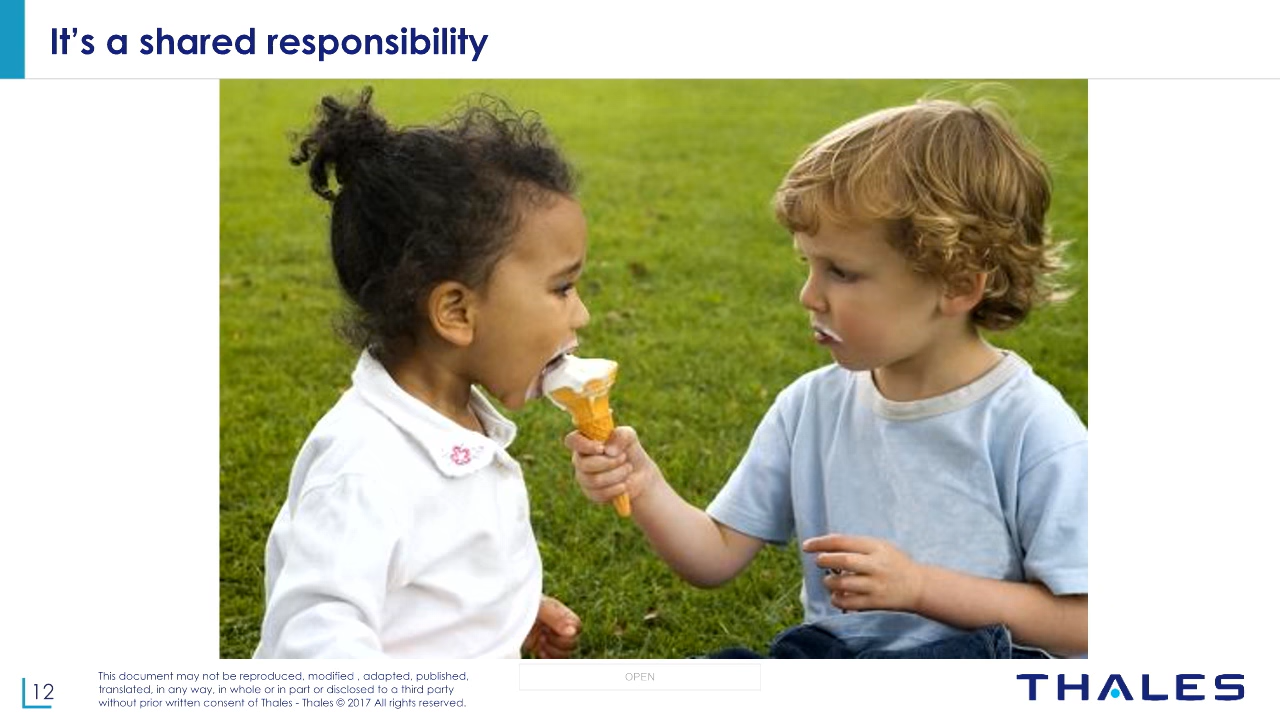 It's a shared responsibility
12
This document may not be reproduced, modified , adapted, published,
translated, in any way, in whole or in part or disclosed to a third party
without prior written consent of Thales - Thales © 2017 All rights reserved.
OPEN
THALES